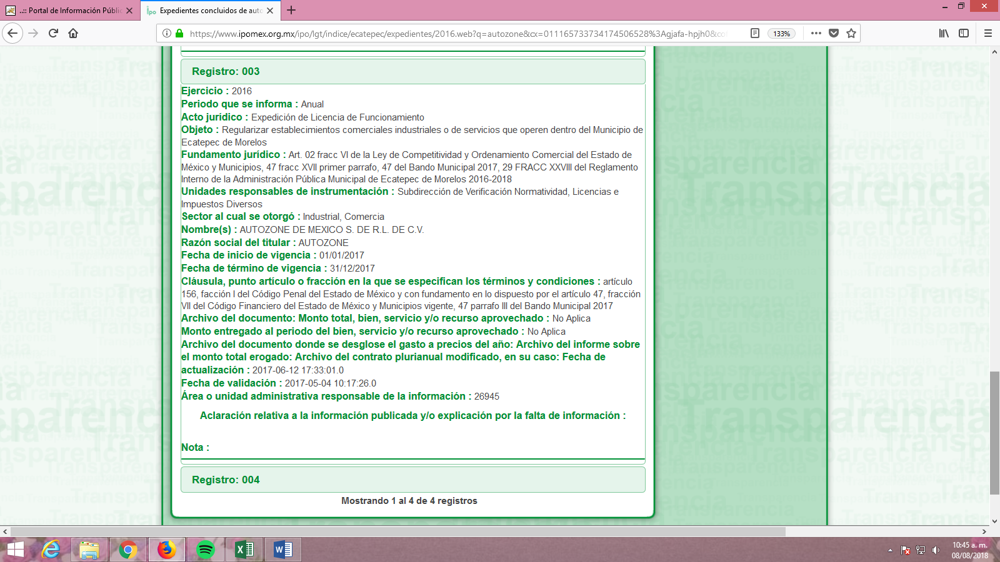 ..:: Portal de Información Públic
Expedientes concluidos de auto
https://www.ipomex.org.mx/ipo/lgt/indice/ecatepec/expedientes/2016.web?q=autozone&cx=011165733734174506528%3Agjafa-hpjh0&co
133%
Registro: 003
Ejercicio : 2016
Periodo que se informa : Anual
Acto jurídico : Expedición de Licencia de Funcionamiento
Objeto : Regularizar establecimientos comerciales industriales o de servicios que operen dentro del Municipio de
Ecatepec de Morelos
Fundamento jurídico : Art. 02 fracc VI de la Ley de Competitividad y Ordenamiento Comercial del Estado de
México y Municipios, 47 fracc XVII primer parrafo, 47 del Bando Municipal 2017, 29 FRACC XXVIII del Reglamento
Interno de la Administración Pública Municipal de Ecatepec de Morelos 2016-2018
Unidades responsables de instrumentación : Subdirección de Verificación Normatividad, Licencias e
Impuestos Diversos
Sector al cual se otorgó : Industrial, Comercia
Nombre(s) : AUTOZONE DE MEXICO S. DE R.L. DE C.V.
Razón social del titular : AUTOZONE
Fecha de inicio de vigencia : 01/01/2017
Fecha de término de vigencia : 31/12/2017
Cláusula, punto artículo o fracción en la que se especifican los términos y condiciones : artículo
156, facción I del Código Penal del Estado de México y con fundamento en lo dispuesto por el artículo 47, fracción
VII del Código Financiero del Estado de México y Municipios vigente, 47 parrafo III del Bando Municipal 2017
Archivo del documento: Monto total, bien, servicio y/o recurso aprovechado : No Aplica
Monto entregado al periodo del bien, servicio y/o recurso aprovechado : No Aplica
Archivo del documento donde se desglose el gasto a precios del año: Archivo del informe sobre
el monto total erogado: Archivo del contrato plurianual modificado, en su caso: Fecha de
actualización : 2017-06-12 17:33:01.0
Fecha de validación : 2017-05-04 10:17:26.0
Área o unidad administrativa responsable de la información : 26945
Aclaración relativa a la información publicada y/o explicación por la falta de información :
Nota :
Registro: 004
Mostrando 1 al 4 de 4 registros
10:45 a. m.
08/08/2018